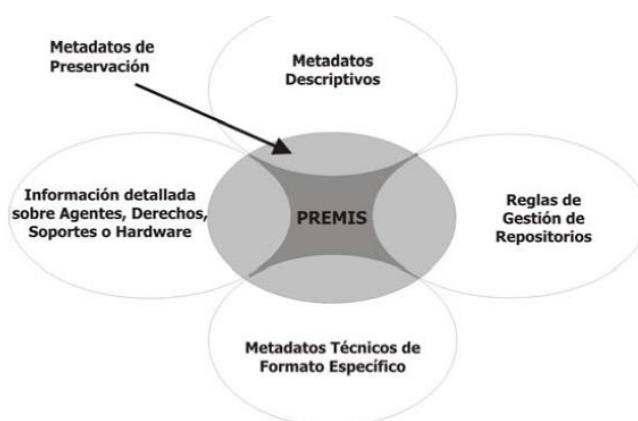 Metadatos de
Preservación
Metadatos
Descriptivos
Información detallada
sobre Agentes, Derechos,
Soportes o Hardware
PREMIS
Reglas de
Gestión de
Repositorios
Metadatos Técnicos de
Formato Específico